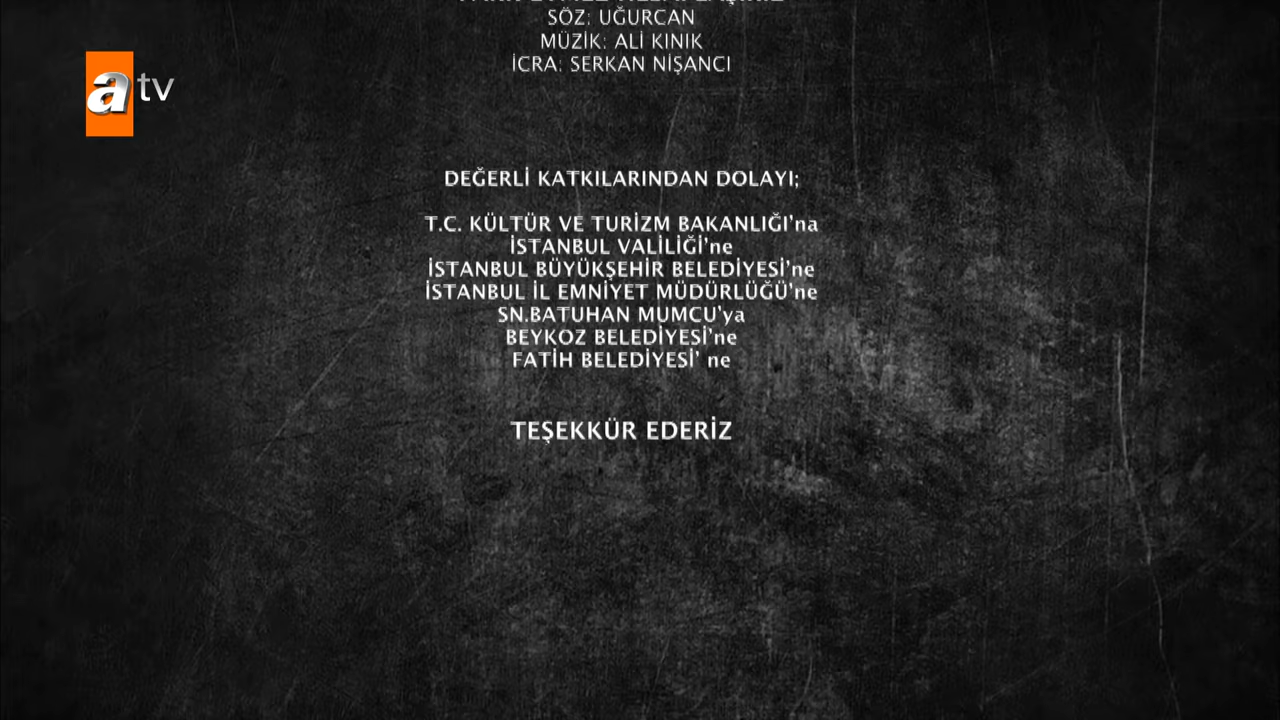 SÖZ: UĞURCAN
MÜZİK: ALİ KINIK
İCRA: SERKAN NİŞANCI
a tv
DEĞERLİ KATKILARINDAN DOLAYI;
T.C. KÜLTÜR VE TURİZM BAKANLIĞI'na
İSTANBUL VALİLİĞİ'ne
İSTANBUL BÜYÜKŞEHİR BELEDİYESİ'ne
İSTANBUL İL EMNİYET MÜDÜRLÜĞÜ'ne
SN.BATUHAN MUMCU'ya
BEYKOZ BELEDİYESİ'ne
FATİH BELEDİYESİ' ne
TEŞEKKÜR EDERİZ